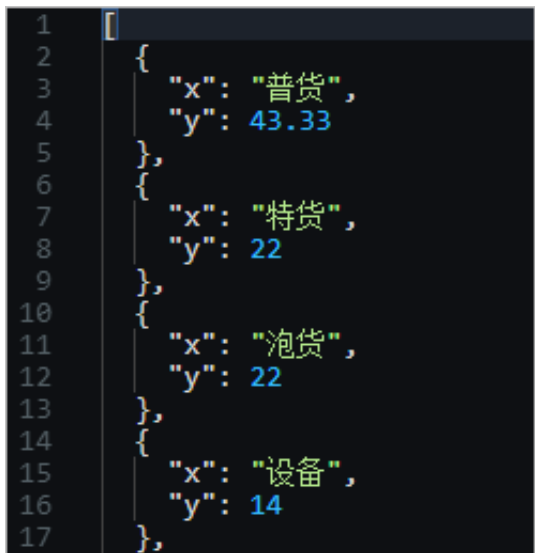 1 [
2 {
3 "x": "普货",
4 "y": 43.33
5 },
6 {
7 "x": "特货",
8 "y": 22
9 },
10 {
11 "x": "泡货",
12 "y": 22
13 },
14 {
15 "x": "设备",
16 "y": 14
17 },